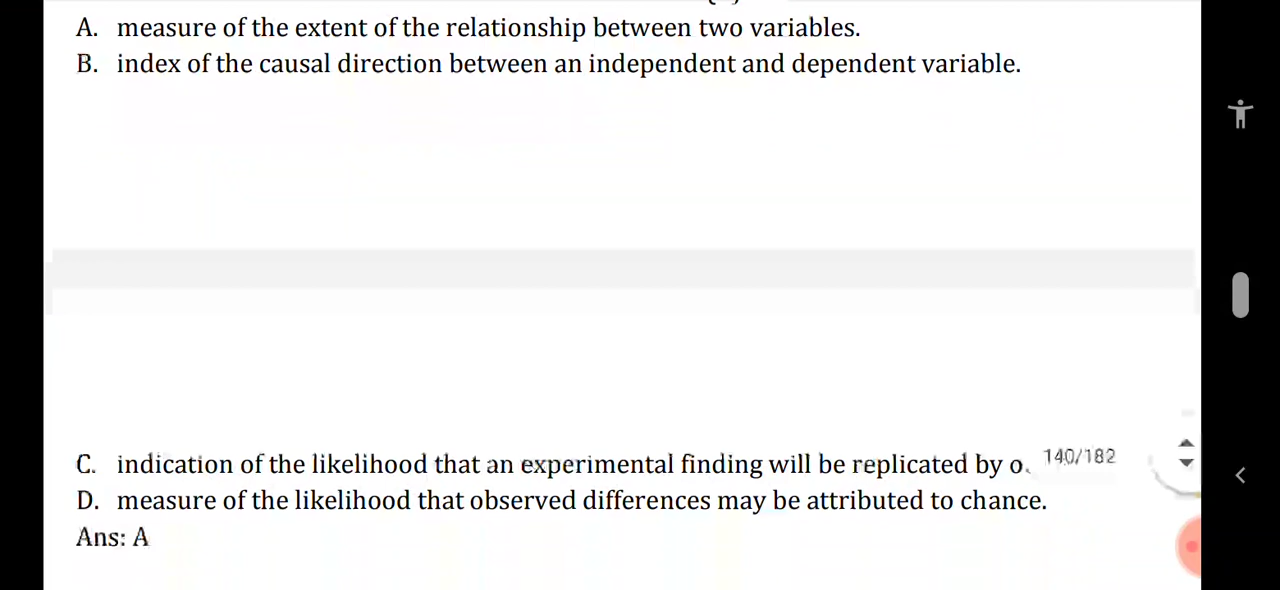 A. measure of the extent of the relationship between two variables.
B. index of the causal direction between an independent and dependent variable.
C. indication of the likelihood that an experimental finding will be replicated by
140/182
D. measure of the likelihood that observed differences may be attributed to chance.
Ans: A